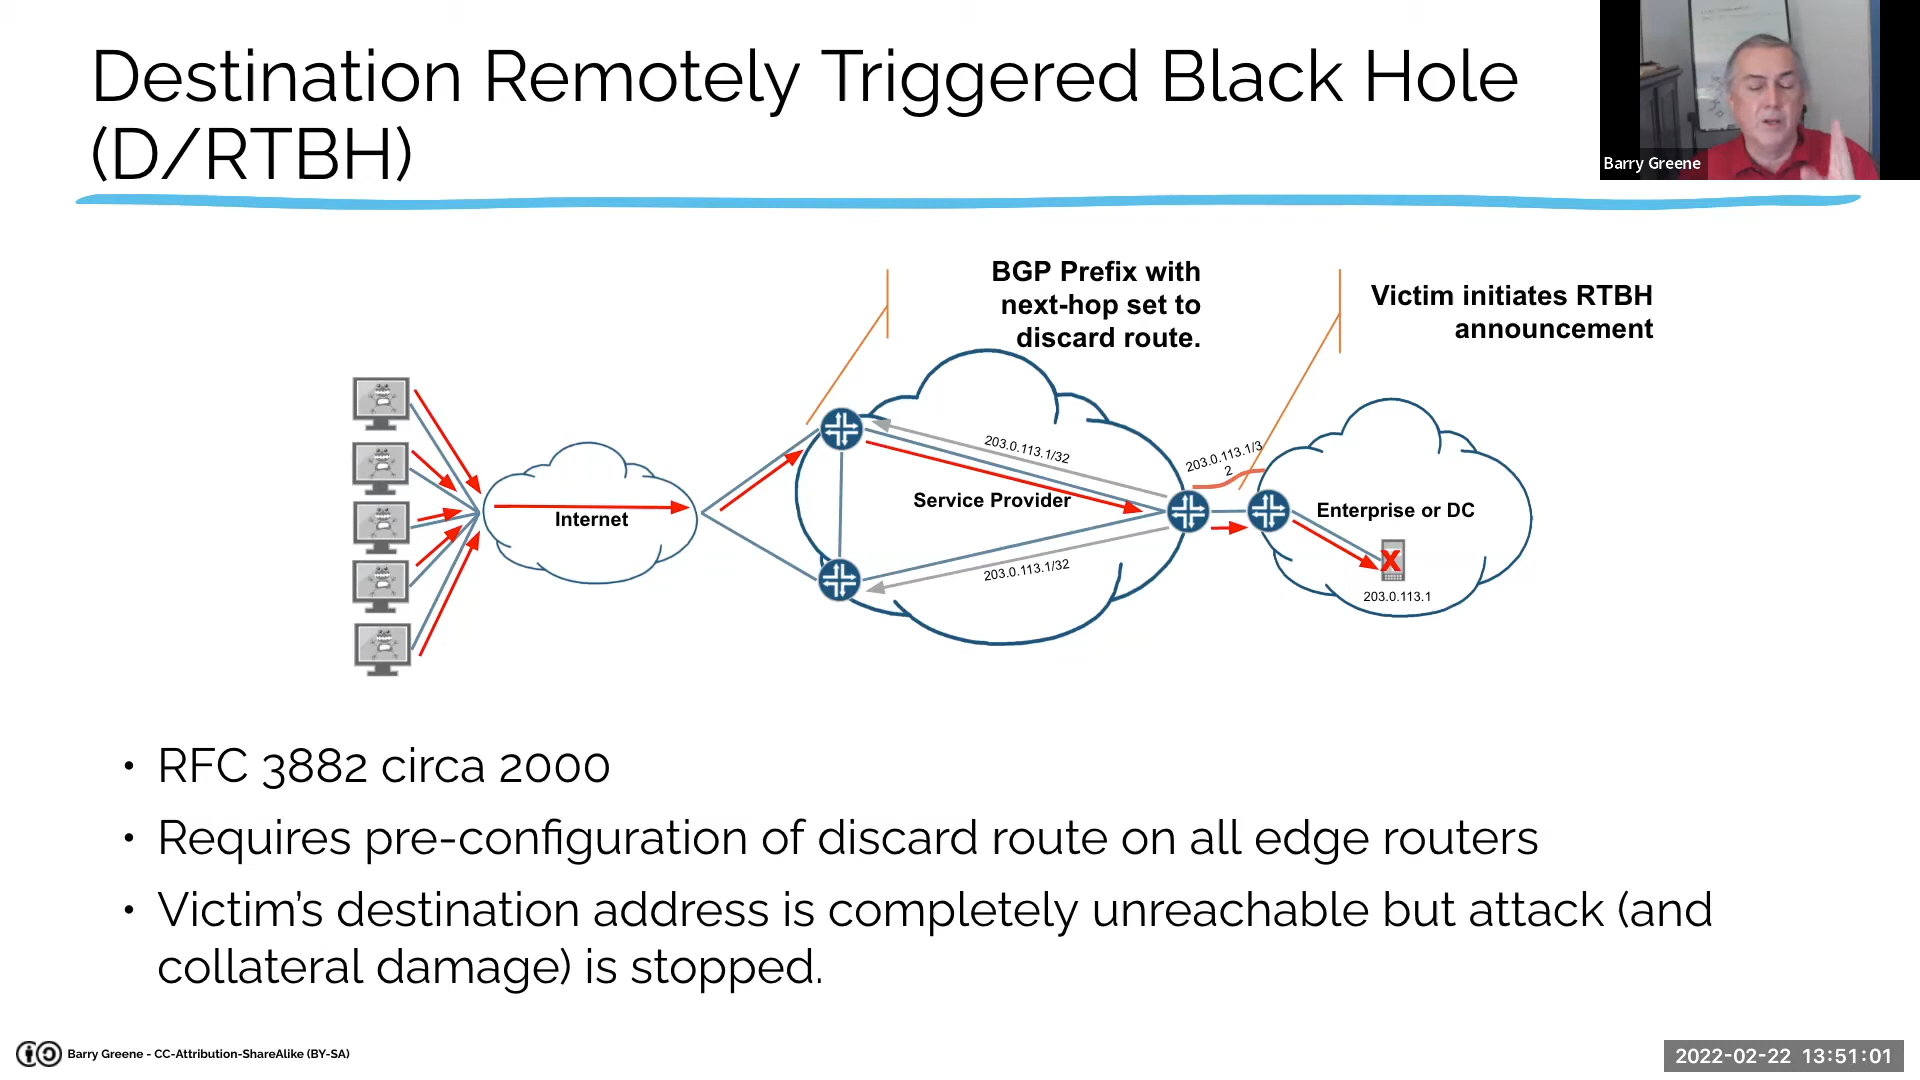 Destination Remotely Triggered Black Hole
(D/RTBH)
Barry Greene
BGP Prefix with
next-hop set to
discard route.
Victim initiates RTBH
announcement
203.0.113.1/32
203.0.113.1/3
2
Service Provider
Internet
Enterprise or DC
203.0.113.1/32
203.0.113.1
X
• RFC 3882 circa 2000
• Requires pre-configuration of discard route on all edge routers
• Victim’s destination address is completely unreachable but attack (and
collateral damage) is stopped.
Barry Greene - CC-Attribution-ShareAlike (BY-SA)
2022-02-22 13:51:01